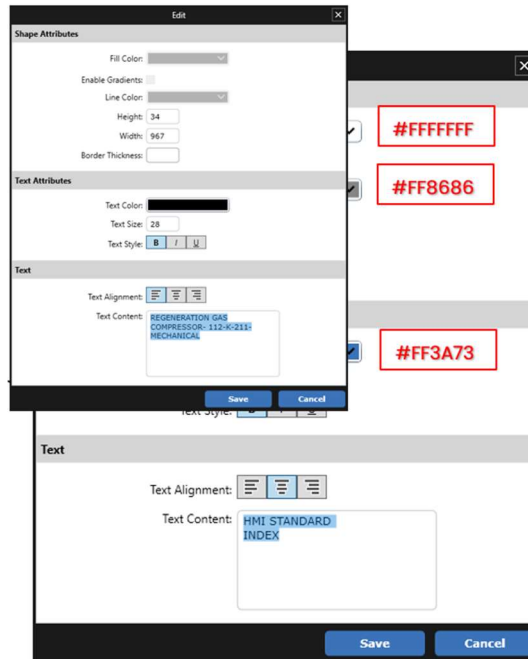 Edit
Shape Attributes
Fill Color:
Enable Gradients:
Line Color:
Height: 34
Width: 967
Border Thickness:
Text Attributes
Text Color:
Text Size: 28
Text Style: B I U
Text
Text Alignment:
Text Content: REGENERATION GAS
COMPRESSOR- 112-K-211-
MECHANICAL
Save Cancel
#FFFFFFF
#FF8686
#FF3A73
Text Style:
Text
Text Alignment:
Text Content: HMI STANDARD
INDEX
Save Cancel